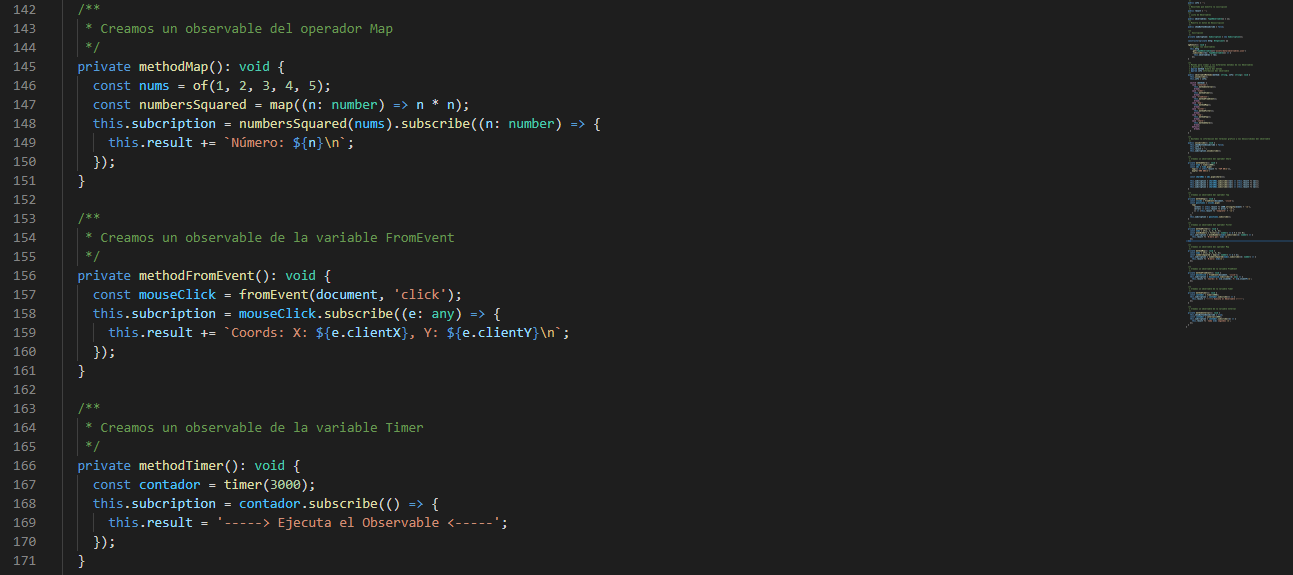 142 /**
143 * Creamos un observable del operador Map
144 */
145 private methodMap(): void {
146 const nums = of(1, 2, 3, 4, 5);
147 const numbersSquared = map((n: number) => n * n);
148 this.subcription = numbersSquared(nums).subscribe((n: number) => {
149 this.result += `Número: ${n}\n`;
150 });
151 }
152
153 /**
154 * Creamos un observable de la variable FromEvent
155 */
156 private methodFromEvent(): void {
157 const mouseClick = fromEvent(document, 'click');
158 this.subcription = mouseClick.subscribe((e: any) => {
159 this.result += `Coords: X: ${e.clientX}, Y: ${e.clientY}\n`;
160 });
161 }
162
163 /**
164 * Creamos un observable de la variable Timer
165 */
166 private methodTimer(): void {
167 const contador = timer(3000);
168 this.subcription = contador.subscribe(() => {
169 this.result = '-----> Ejecuta el Observable <-----';
170 });
171 }